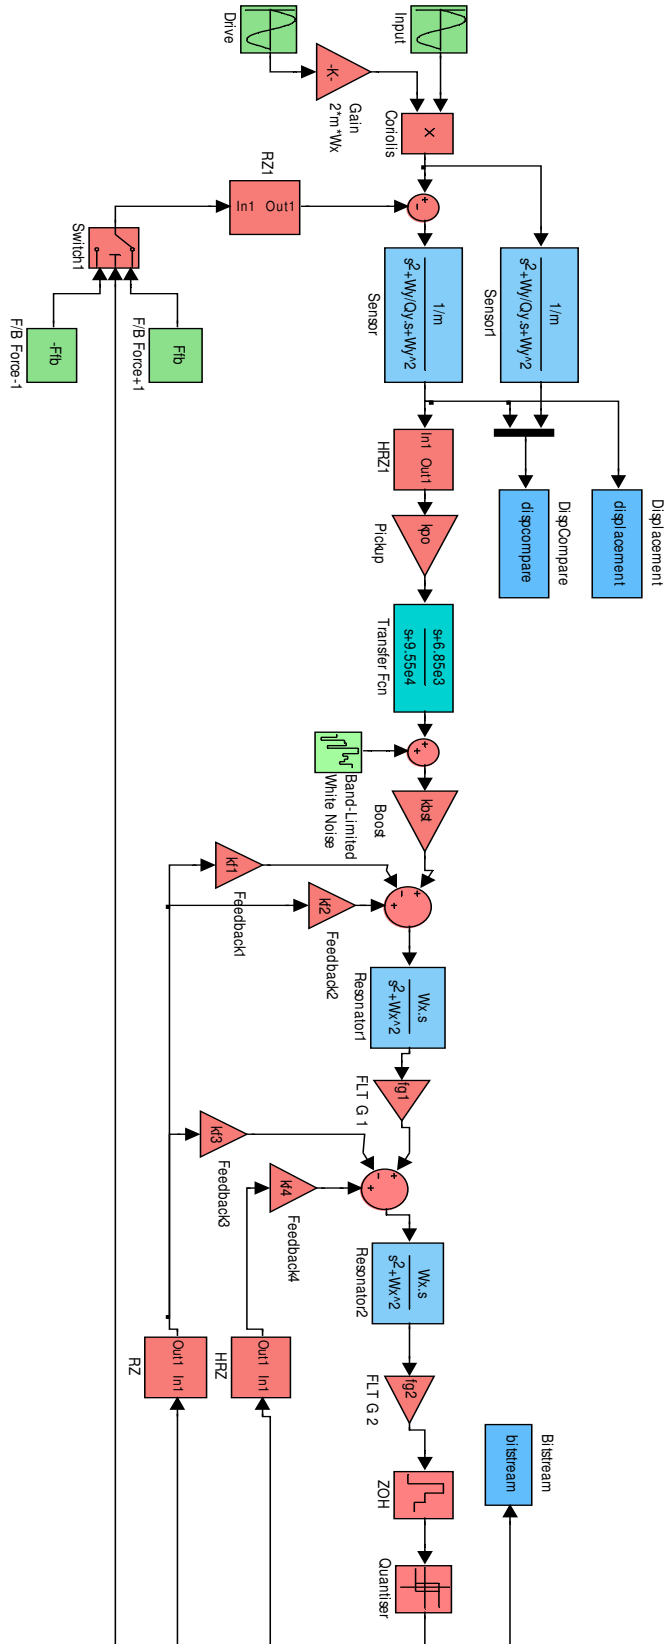 Drive
Input
-K-
Gain
2*m*Wx
X
Coriolis
RZ1
In1 Out1
Switch1
-Ffb
F/B Force-1
Ffb
F/B Force+1
1/m
s²+Wy/Qy.s+Wy^2
Sensor
1/m
s²+Wy/Qy.s+Wy^2
Sensor1
In1 Out1
HRZ1
dispcompare
DispCompare
displacement
Displacement
kpo
Pickup
s+6.85e3
s+9.55e4
Transfer Fcn
Band-Limited
White Noise
kbst
Boost
kf1
Feedback1
kf2
Feedback2
Wx.s
s²+Wx^2
Resonator1
fg1
FLT G 1
kf3
Feedback3
kf4
Feedback4
Wx.s
s²+Wx^2
Resonator2
Out1 In1
RZ
Out1 In1
HRZ
fg2
FLT G 2
ZOH
bitstream
Bitstream
Quantiser